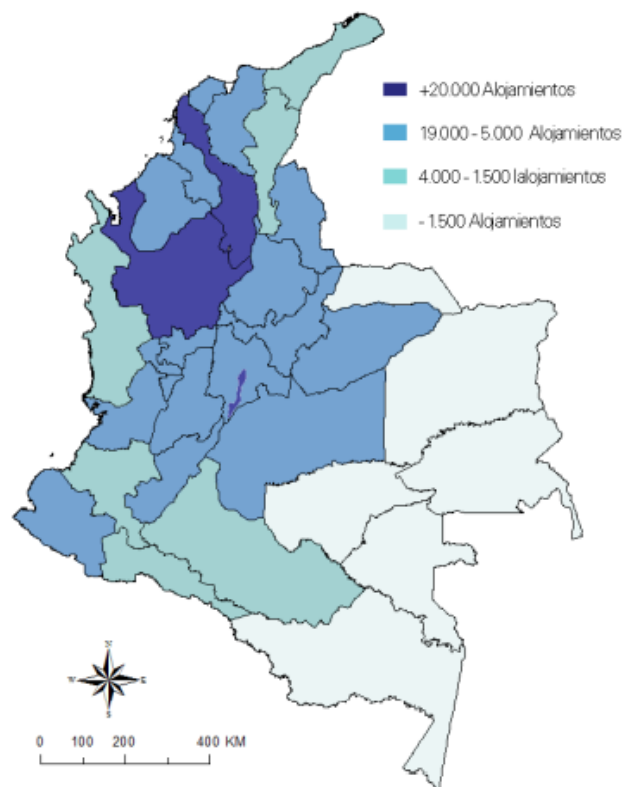 +20.000 Alojamientos
19.000 - 5.000 Alojamientos
4.000 - 1.500 lalojamientos
- 1.500 Alojamientos
N
W E
S
0 100 200 400 KM